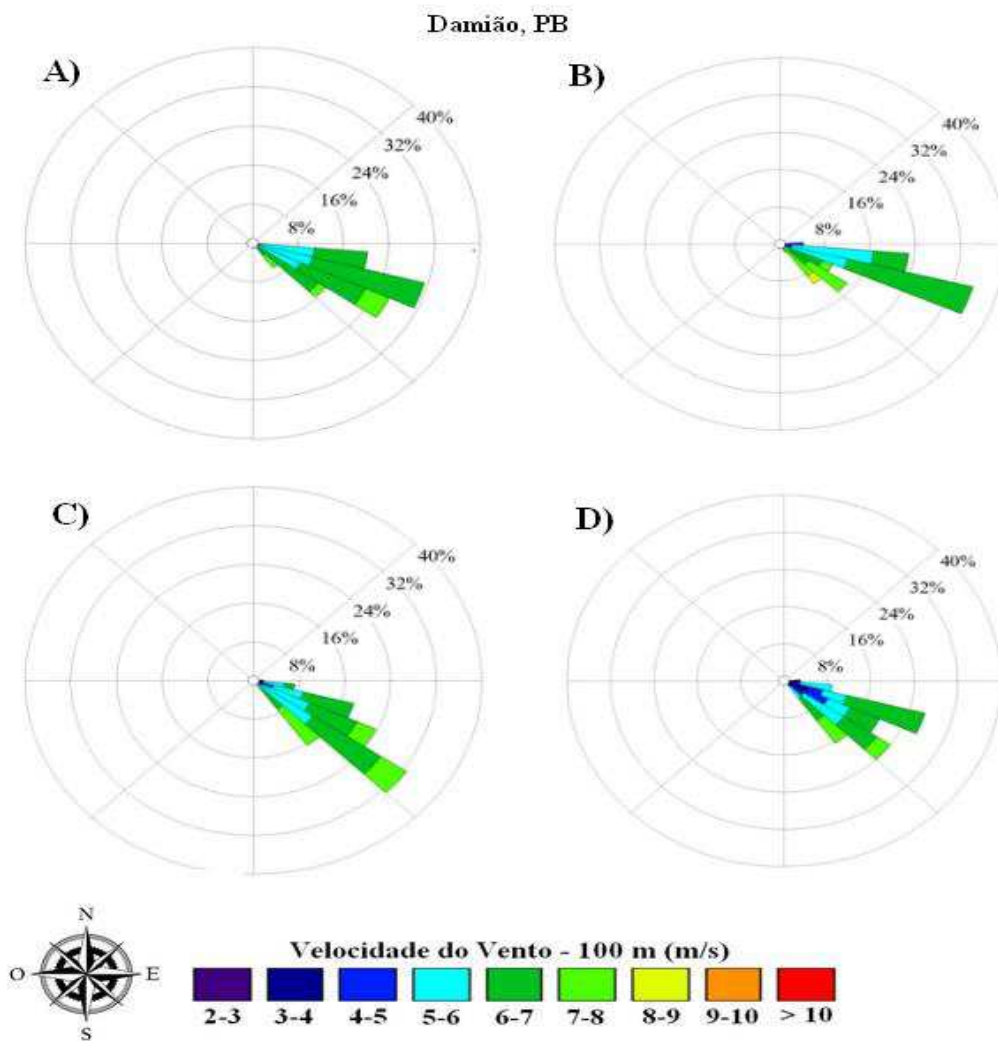 Damião, PB
A)
B)
40%
32%
24%
16%
8%
40%
32%
24%
16%
8%
C)
D)
40%
32%
24%
16%
8%
40%
32%
24%
16%
8%
N
O
E
S
Velocidade do Vento - 100 m (m/s)
2-3 3-4 4-5 5-6 6-7 7-8 8-9 9-10 > 10